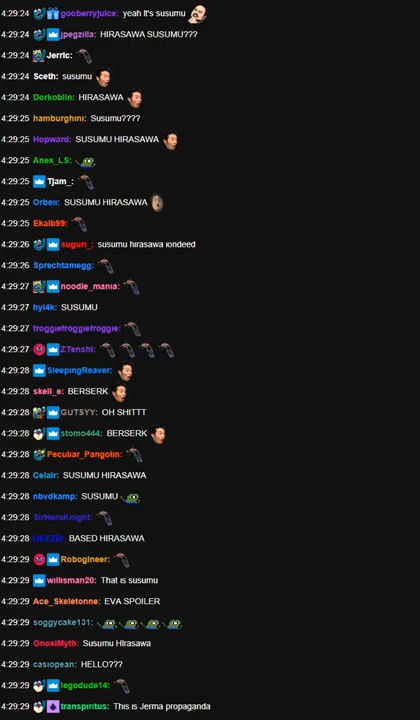 4:29:24 gooberryjuice: yeah it's susumu
4:29:24 jpegzilla: HIRASAWA SUSUMU???
4:29:24 Jerric:
4:29:24 Sceth: susumu
4:29:24 Dorkoblin: HIRASAWA
4:29:25 hamburghini: Susumu????
4:29:25 Hopward: SUSUMU HIRASAWA
4:29:25 Anex_LS:
4:29:25 Tjam_:
4:29:25 Orbeii: SUSUMU HIRASAWA
4:29:25 Ekalb99:
4:29:26 sugun_: susumu hirasawa iondeed
4:29:26 Sprechtamegg:
4:29:27 noodle_mania:
4:29:27 hyl4k: SUSUMU
4:29:27 froggiefroggiefroggie:
4:29:27 ZTenshi:
4:29:28 SleepingReaver:
4:29:28 skell_e: BERSERK
4:29:28 GUTSYY: OH SHITTT
4:29:28 stomo444: BERSERK
4:29:28 Peculiar_Pangolin:
4:29:28 Celair: SUSUMU HIRASAWA
4:29:28 nbvdkamp: SUSUMU
4:29:28 SirHeroKnight:
4:29:28 BASED HIRASAWA
4:29:29 Robogineer:
4:29:29 willisman20: That is susumu
4:29:29 Ace_Skeletonne: EVA SPOILER
4:29:29 soggycake131:
4:29:29 OnoxiMyth: Susumu HIrasawa
4:29:29 casiopean: HELLO???
4:29:29 legodude14:
4:29:29 transpiritus: This is Jerma propaganda